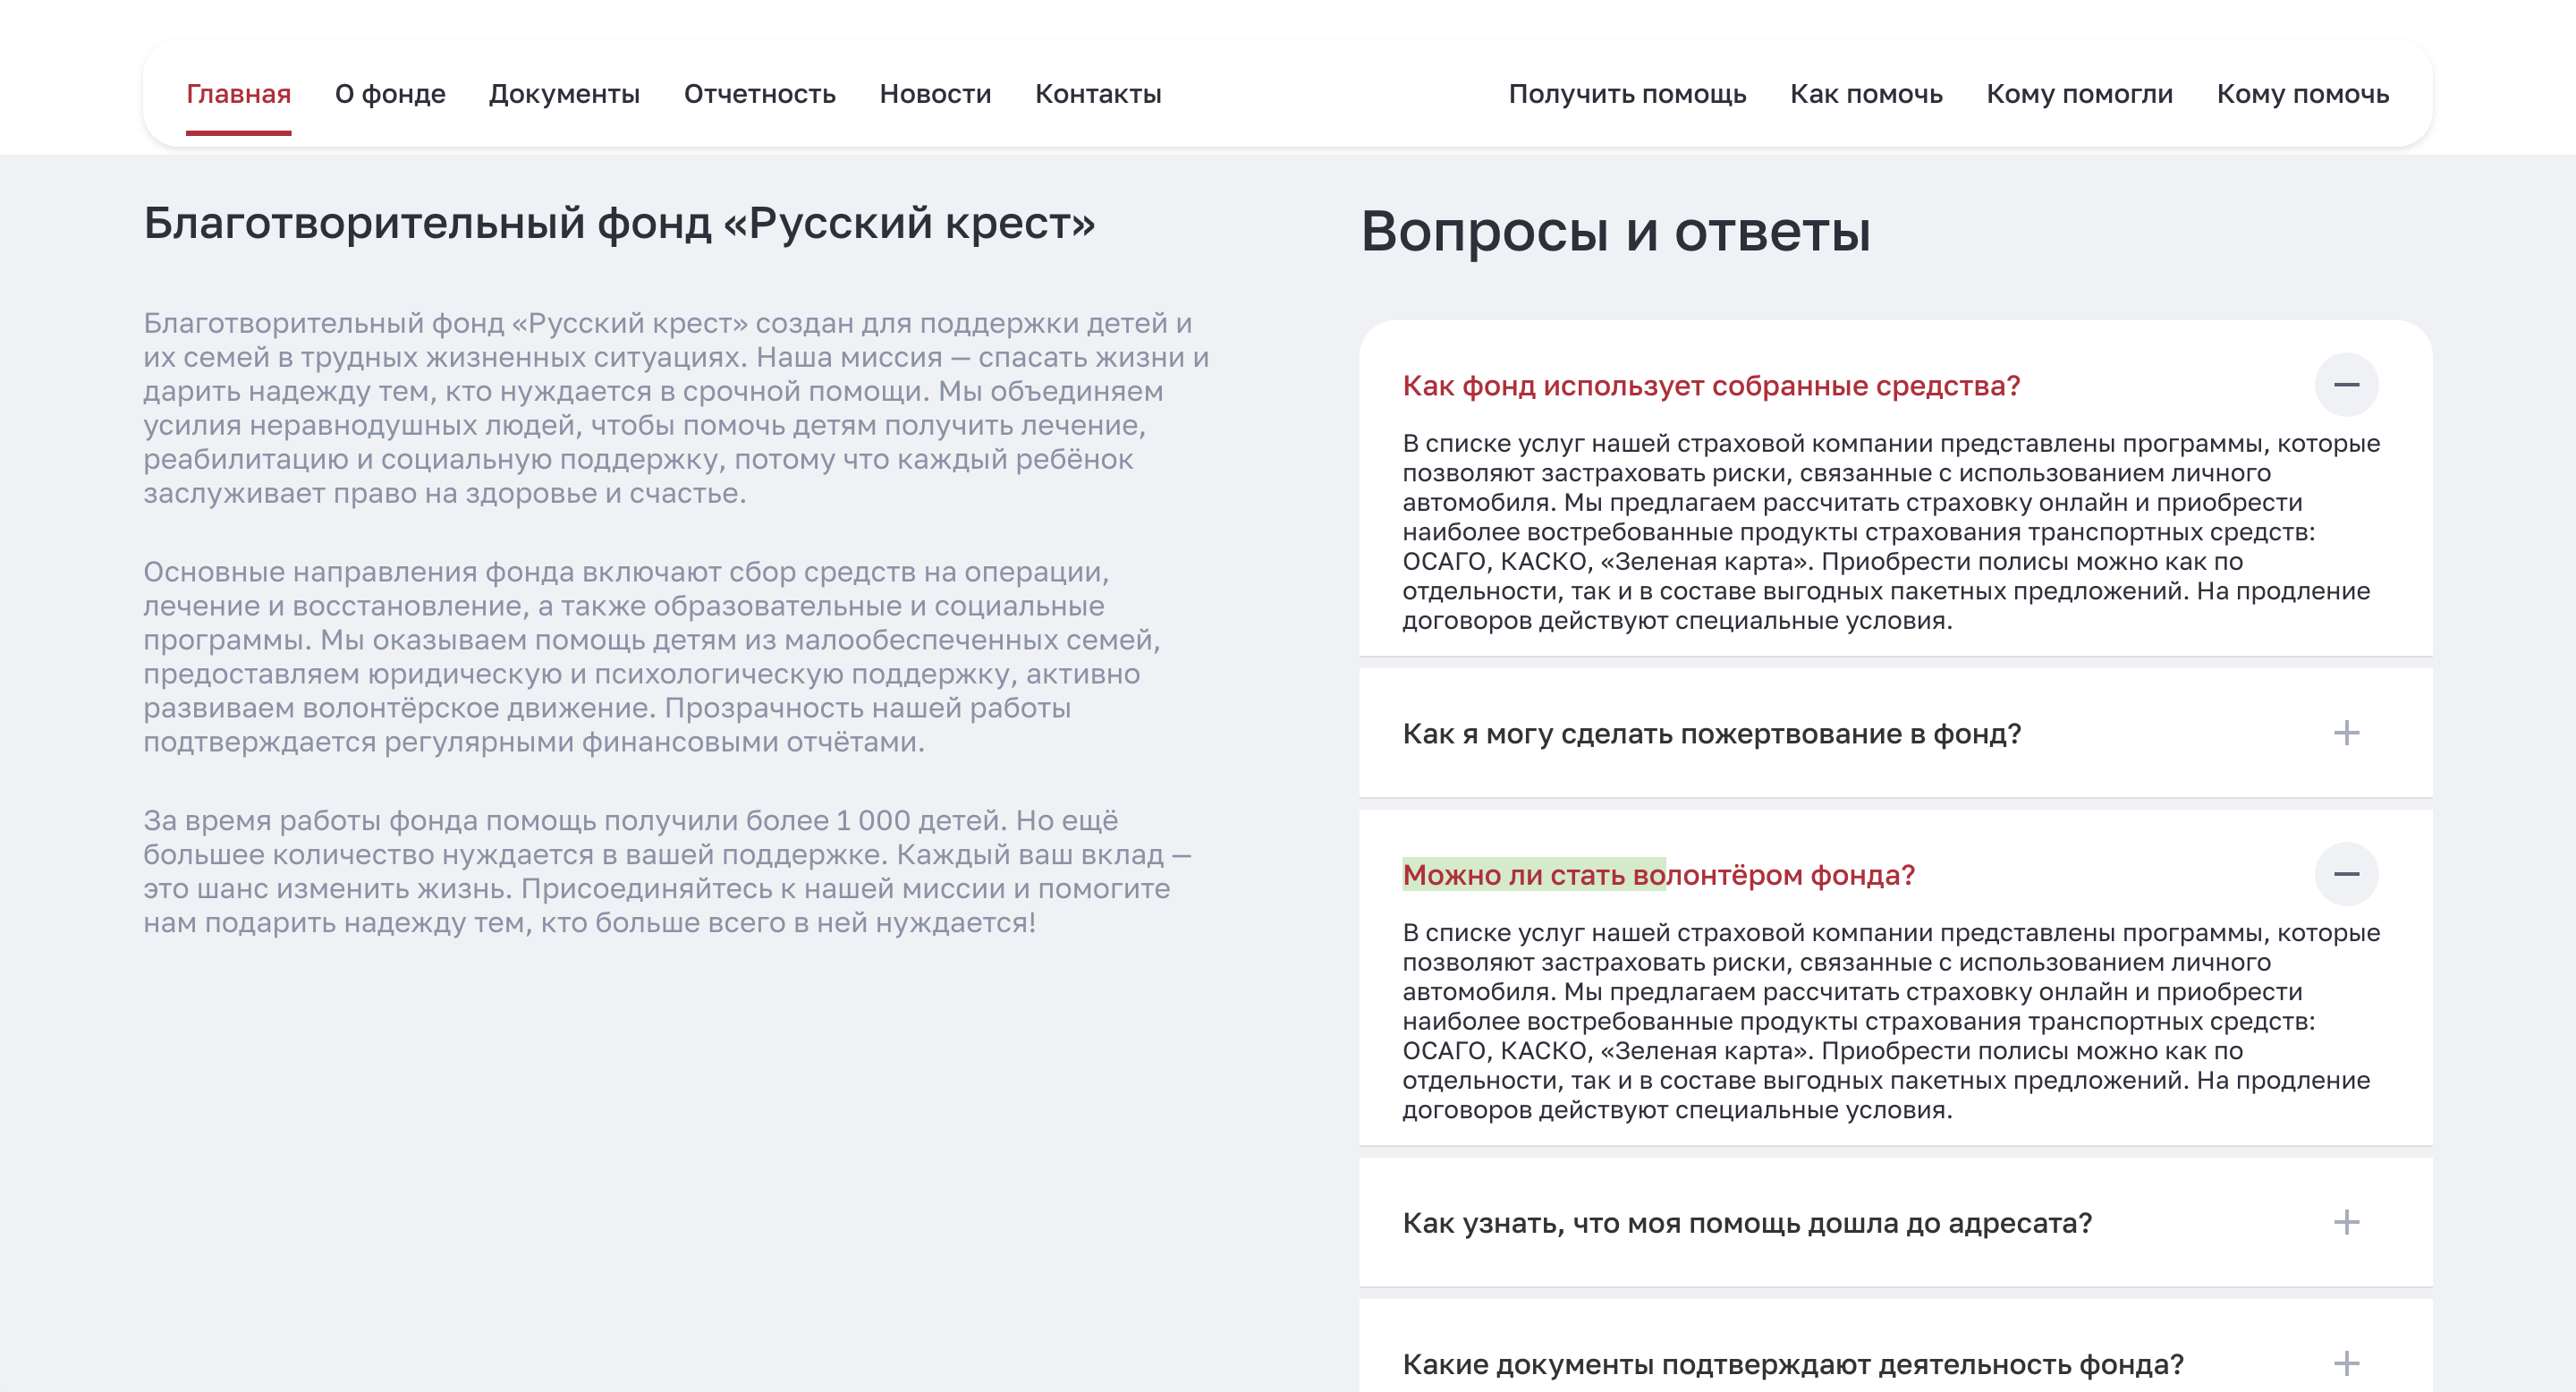 Главная О фонде Документы Отчетность Новости Контакты Получить помощь Как помочь Кому помогли Кому помочь
Благотворительный фонд «Русский крест»
Благотворительный фонд «Русский крест» создан для поддержки детей и
их семей в трудных жизненных ситуациях. Наша миссия — спасать жизни и
дарить надежду тем, кто нуждается в срочной помощи. Мы объединяем
усилия неравнодушных людей, чтобы помочь детям получить лечение,
реабилитацию и социальную поддержку, потому что каждый ребёнок
заслуживает право на здоровье и счастье.
Основные направления фонда включают сбор средств на операции,
лечение и восстановление, а также образовательные и социальные
программы. Мы оказываем помощь детям из малообеспеченных семей,
предоставляем юридическую и психологическую поддержку, активно
развиваем волонтёрское движение. Прозрачность нашей работы
подтверждается регулярными финансовыми отчётами.
За время работы фонда помощь получили более 1 000 детей. Но ещё
большее количество нуждается в вашей поддержке. Каждый ваш вклад —
это шанс изменить жизнь. Присоединяйтесь к нашей миссии и помогите
нам подарить надежду тем, кто больше всего в ней нуждается!
Вопросы и ответы
Как фонд использует собранные средства?
В списке услуг нашей страховой компании представлены программы, которые
позволяют застраховать риски, связанные с использованием личного
автомобиля. Мы предлагаем рассчитать страховку онлайн и приобрести
наиболее востребованные продукты страхования транспортных средств:
ОСАГО, КАСКО, «Зеленая карта». Приобрести полисы можно как по
отдельности, так и в составе выгодных пакетных предложений. На продление
договоров действуют специальные условия.
Как я могу сделать пожертвование в фонд?
Можно ли стать волонтёром фонда?
В списке услуг нашей страховой компании представлены программы, которые
позволяют застраховать риски, связанные с использованием личного
автомобиля. Мы предлагаем рассчитать страховку онлайн и приобрести
наиболее востребованные продукты страхования транспортных средств:
ОСАГО, КАСКО, «Зеленая карта». Приобрести полисы можно как по
отдельности, так и в составе выгодных пакетных предложений. На продление
договоров действуют специальные условия.
Как узнать, что моя помощь дошла до адресата?
Какие документы подтверждают деятельность фонда?